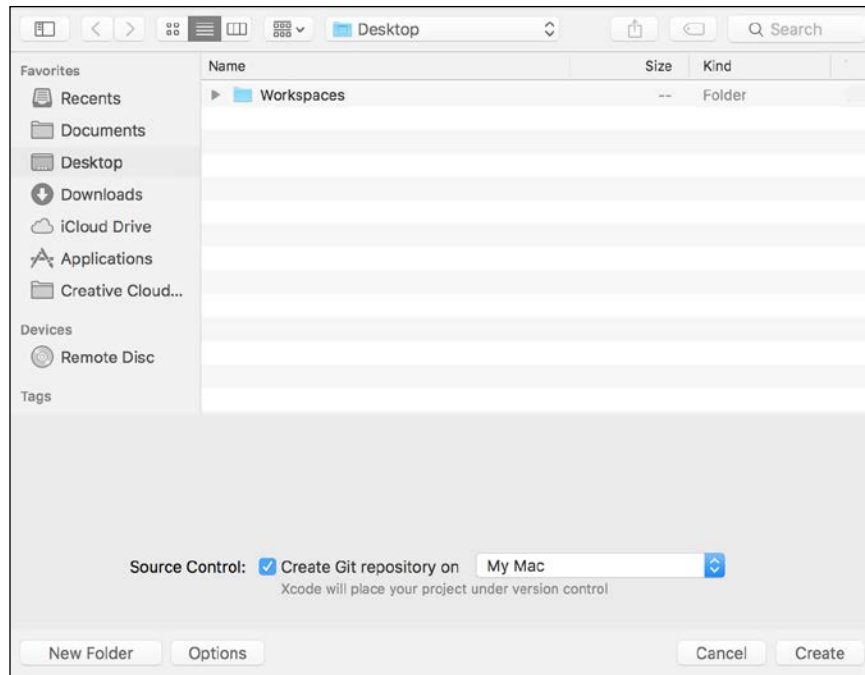 Desktop
Search
Favorites
Recents
Documents
Desktop
Downloads
iCloud Drive
Applications
Creative Cloud...
Devices
Remote Disc
Tags
Name Size Kind
Workspaces -- Folder
Source Control: Create Git repository on My Mac
Xcode will place your project under version control
New Folder Options Cancel Create